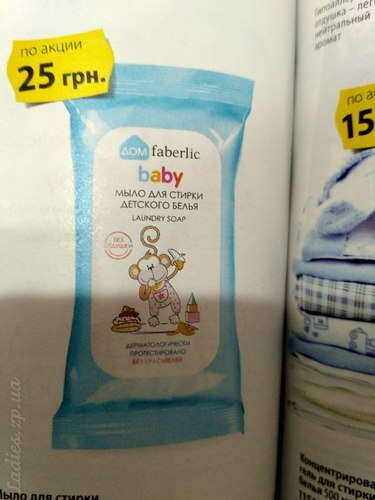 по акции
25 грн.
ДОМ faberlic
baby
МЫЛО ДЛЯ СТИРКИ
ДЕТСКОГО БЕЛЬЯ
LAUNDRY SOAP
БЕЗ
ОТДУШКИ
ДЕРМАТОЛОГИЧЕСКИ
ПРОТЕСТИРОВАНО
БЕЗ КРАСИТЕЛЕЙ
Мыло для стирки
отдушка – лег
нейтральный
аромат
по а
15
Концентрирова
гель для стирки
белья 500
ladies.zp.ua